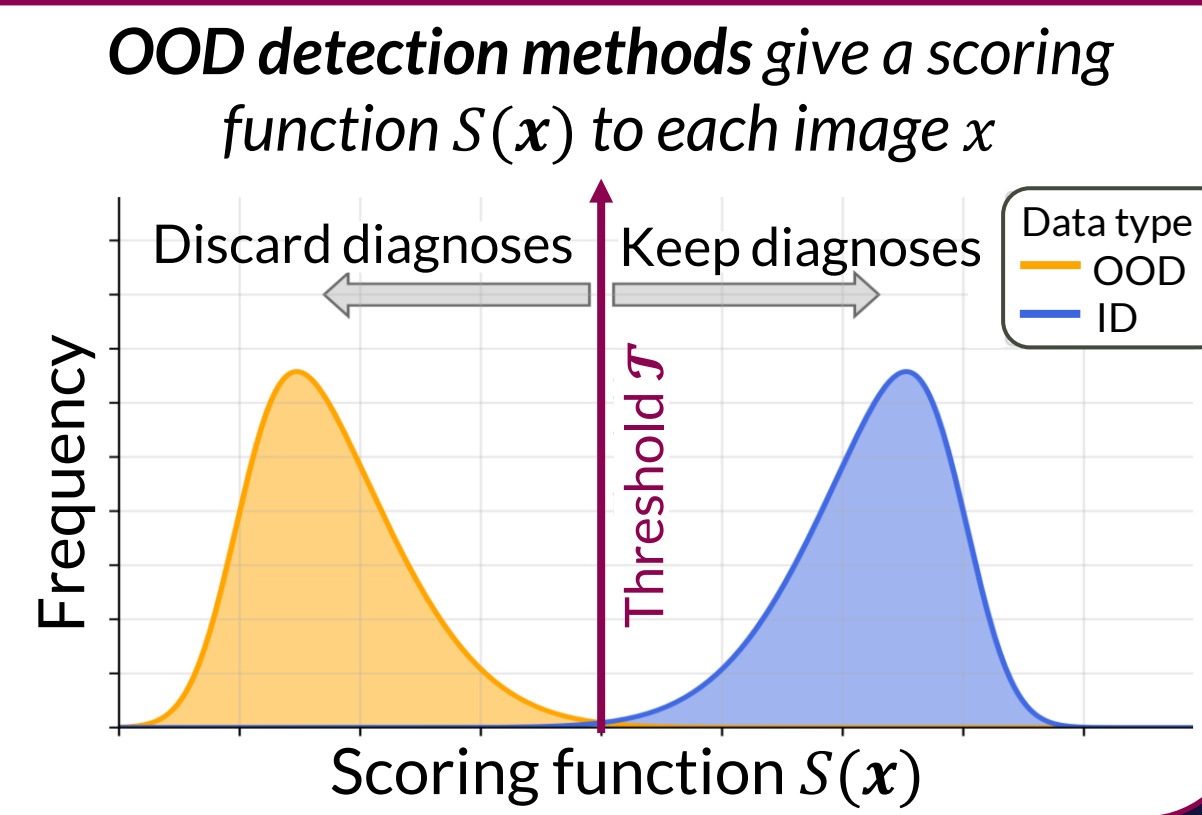 OOD detection methods give a scoring
function S(x) to each image x
Discard diagnoses
Keep diagnoses
Data type
OOD
ID
Threshold 𝒯
Frequency
Scoring function S(x)